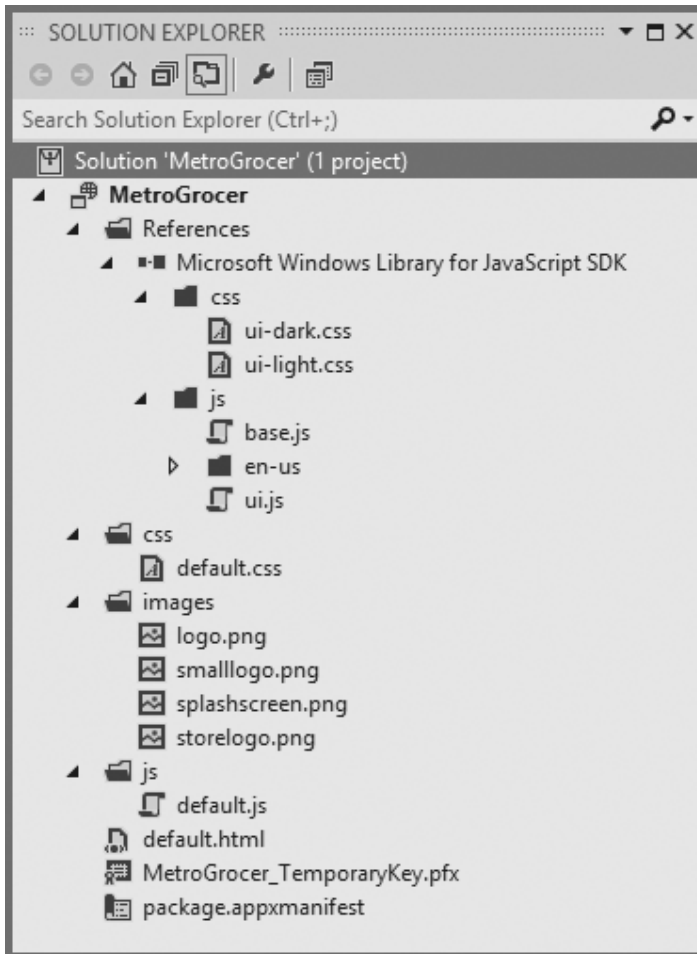 SOLUTION EXPLORER
Search Solution Explorer (Ctrl+;)
Solution 'MetroGrocer' (1 project)
MetroGrocer
References
Microsoft Windows Library for JavaScript SDK
css
ui-dark.css
ui-light.css
js
base.js
en-us
ui.js
css
default.css
images
logo.png
smalllogo.png
splashscreen.png
storelogo.png
js
default.js
default.html
MetroGrocer_TemporaryKey.pfx
package.appxmanifest